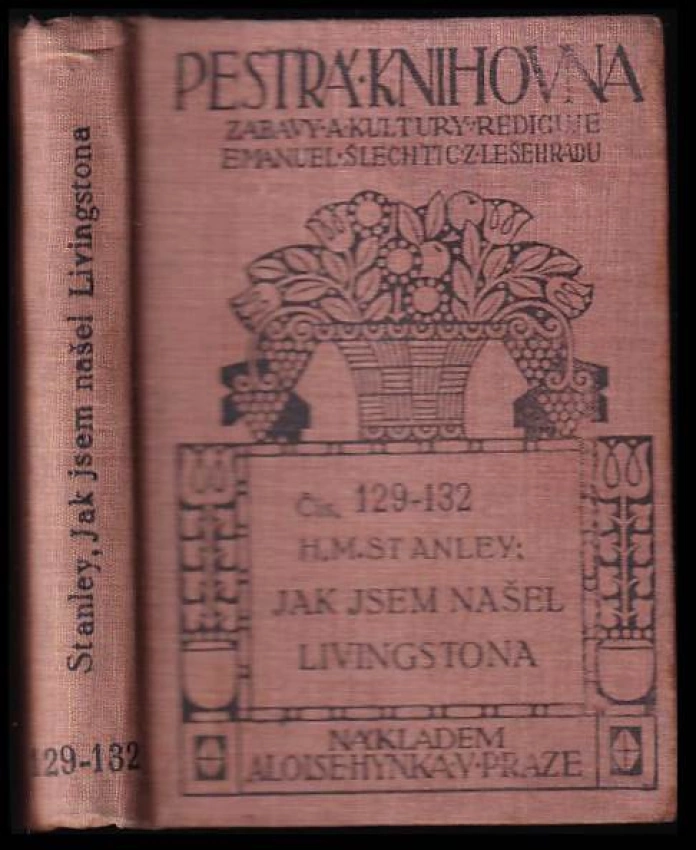 Stanley, Jak jsem našel Livingstona
129-132
PESTRÁ·KNIHOVNA
ZÁBAVY·A·KULTURY·REDIGUJE
EMANUEL·ŠLECHTIC·Z·LEŠEHRADU
Čís. 129-132
H.M.STANLEY:
JAK JSEM NAŠEL
LIVINGSTONA
NÁKLADEM
ALOISE·HYNKA·V·PRAZE